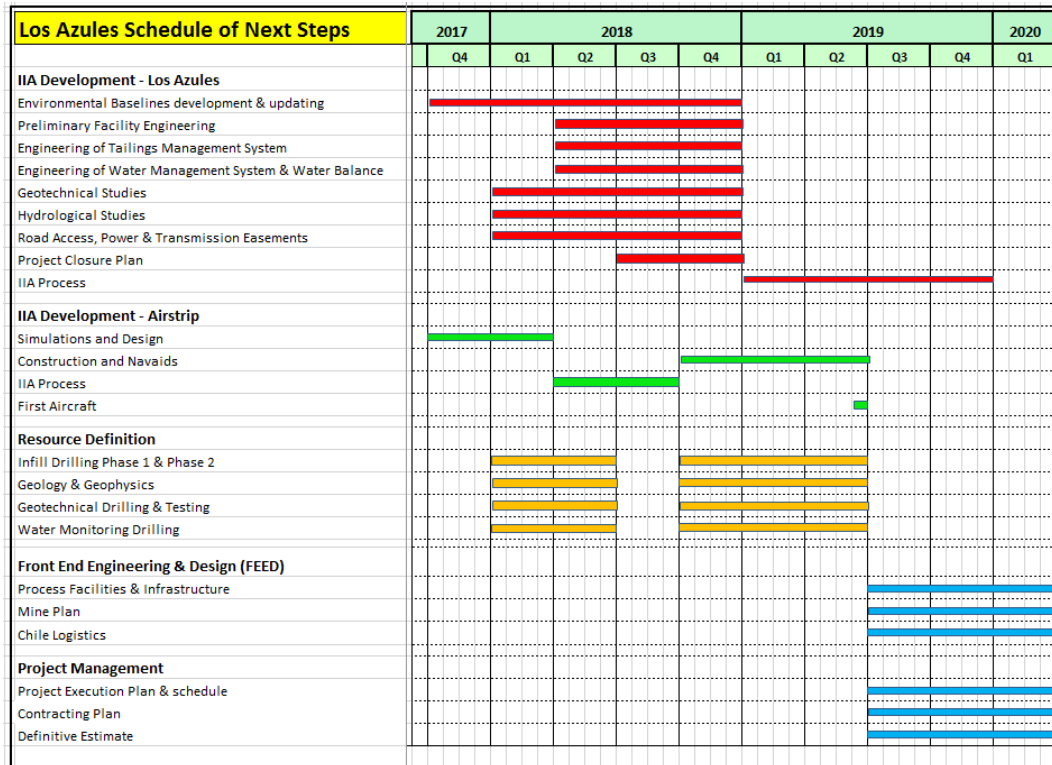 Los Azules Schedule of Next Steps
2017 2018 2019 2020
Q4 Q1 Q2 Q3 Q4 Q1 Q2 Q3 Q4 Q1
IIA Development - Los Azules
Environmental Baselines development & updating
Preliminary Facility Engineering
Engineering of Tailings Management System
Engineering of Water Management System & Water Balance
Geotechnical Studies
Hydrological Studies
Road Access, Power & Transmission Easements
Project Closure Plan
IIA Process
IIA Development - Airstrip
Simulations and Design
Construction and Navaids
IIA Process
First Aircraft
Resource Definition
Infill Drilling Phase 1 & Phase 2
Geology & Geophysics
Geotechnical Drilling & Testing
Water Monitoring Drilling
Front End Engineering & Design (FEED)
Process Facilities & Infrastructure
Mine Plan
Chile Logistics
Project Management
Project Execution Plan & schedule
Contracting Plan
Definitive Estimate